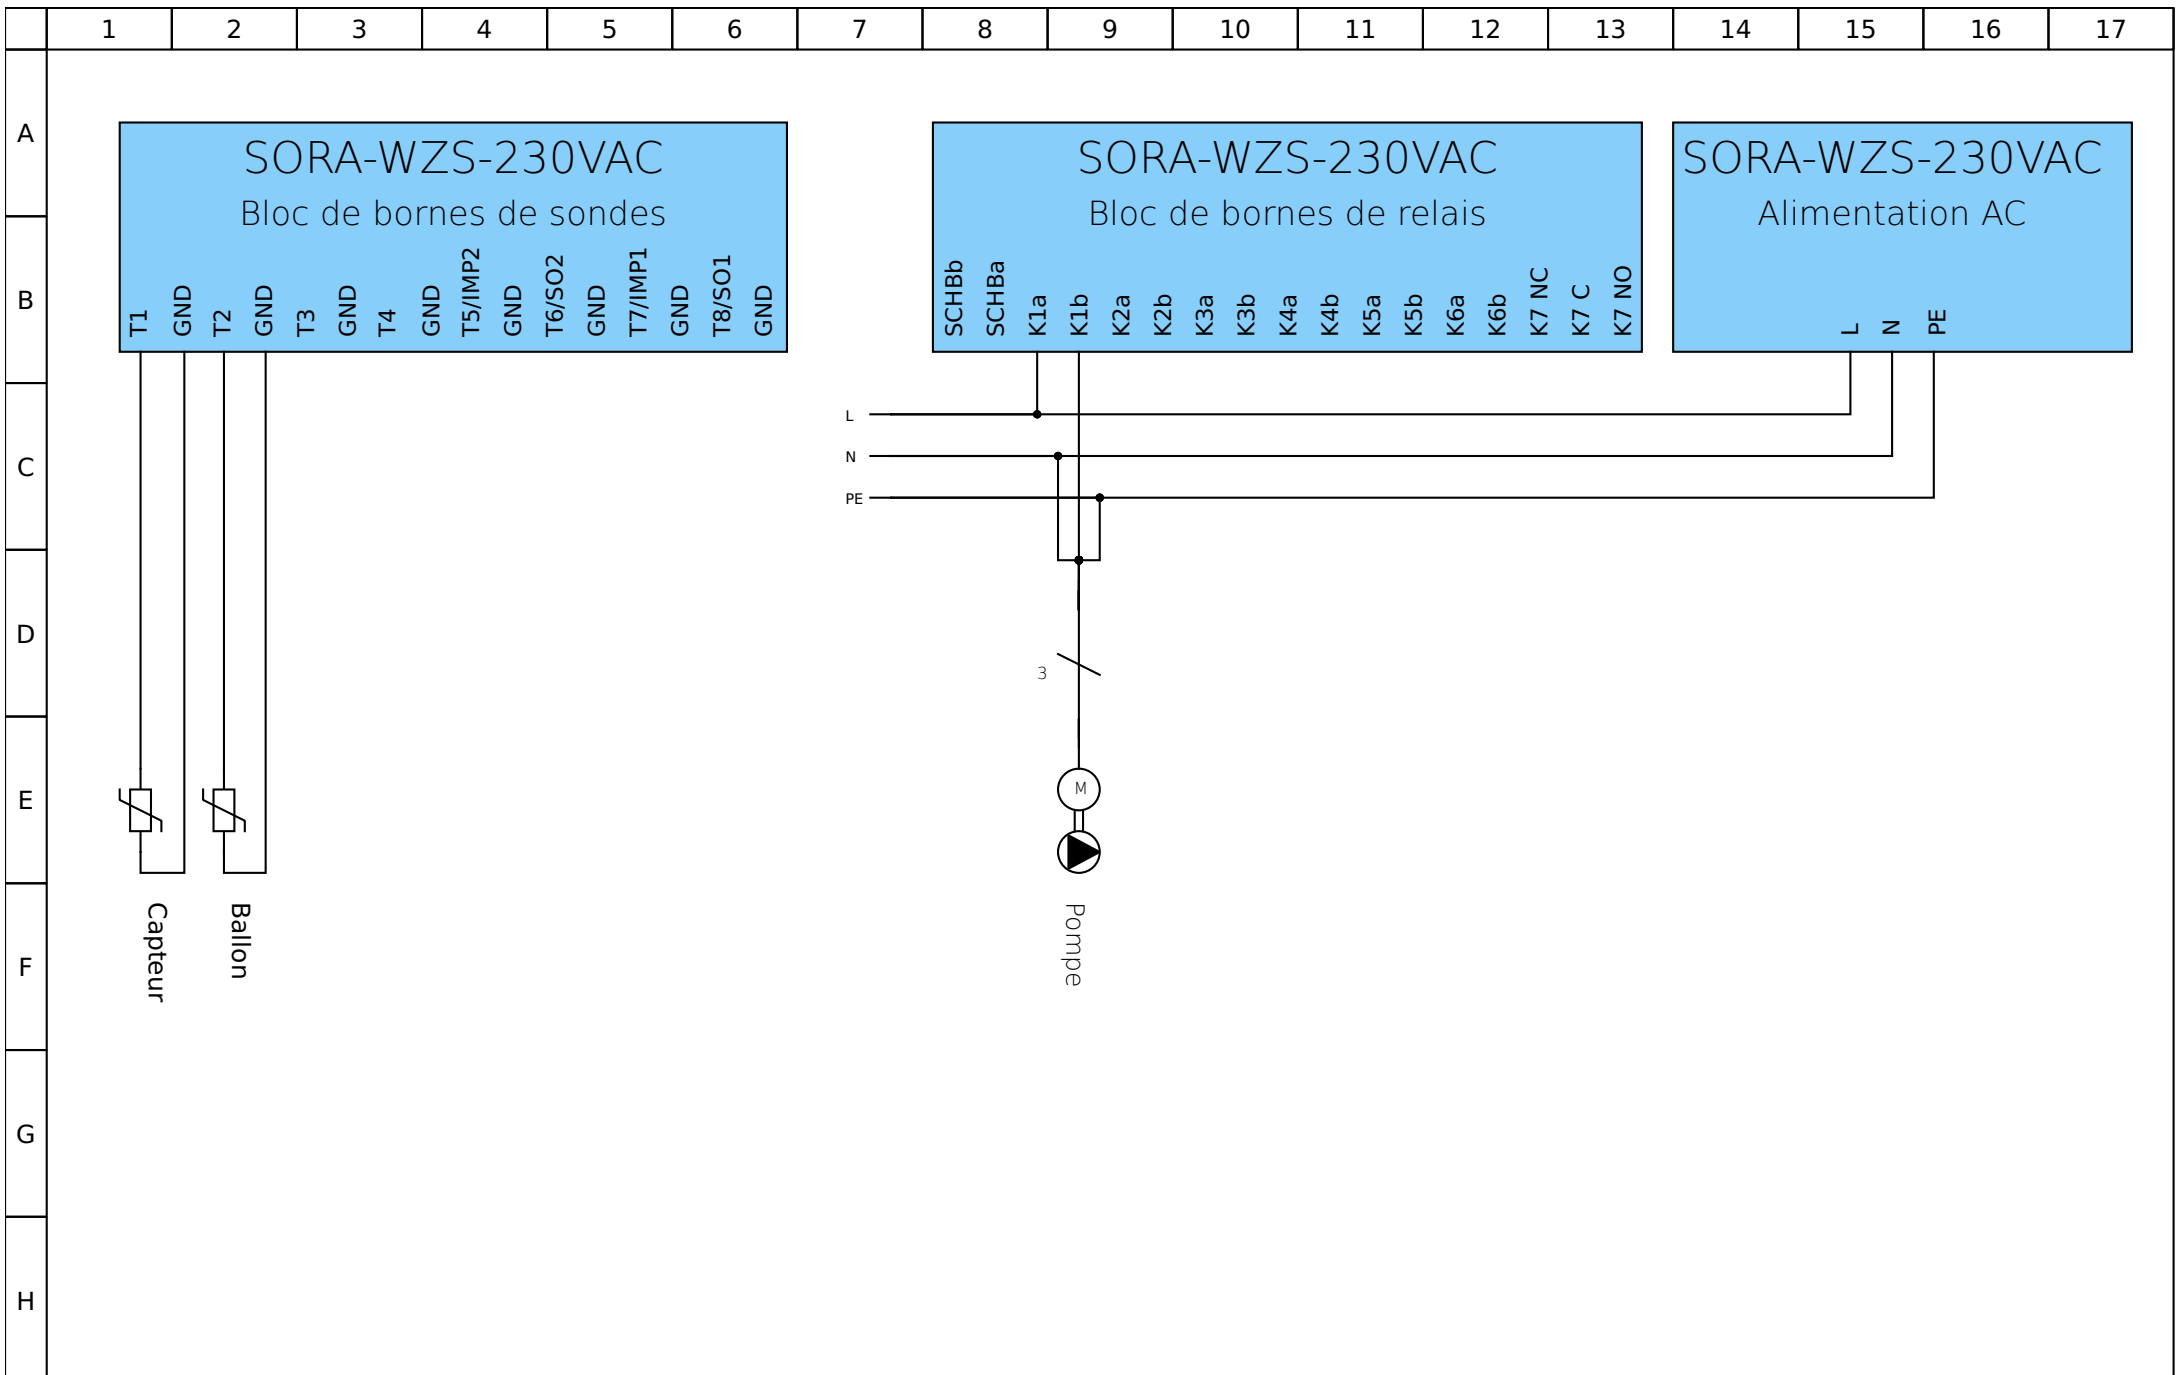 1 2 3 4 5 6 7 8 9 10 11 12 13 14 15 16 17
A
SORA-WZS-230VAC
Bloc de bornes de sondes
SORA-WZS-230VAC
Bloc de bornes de relais
SORA-WZS-230VAC
Alimentation AC
B
T1 GND T2 GND T3 GND T4 GND T5/IMP2 GND T6/SO2 GND T7/IMP1 GND T8/SO1 GND
SCHBb SCHBa K1a K1b K2a K2b K3a K3b K4a K4b K5a K5b K6a K6b K7 NC K7 C K7 NO
L N PE
L
N
C
PE
D
3
E
M
F
Capteur
Ballon
Pompe
G
H